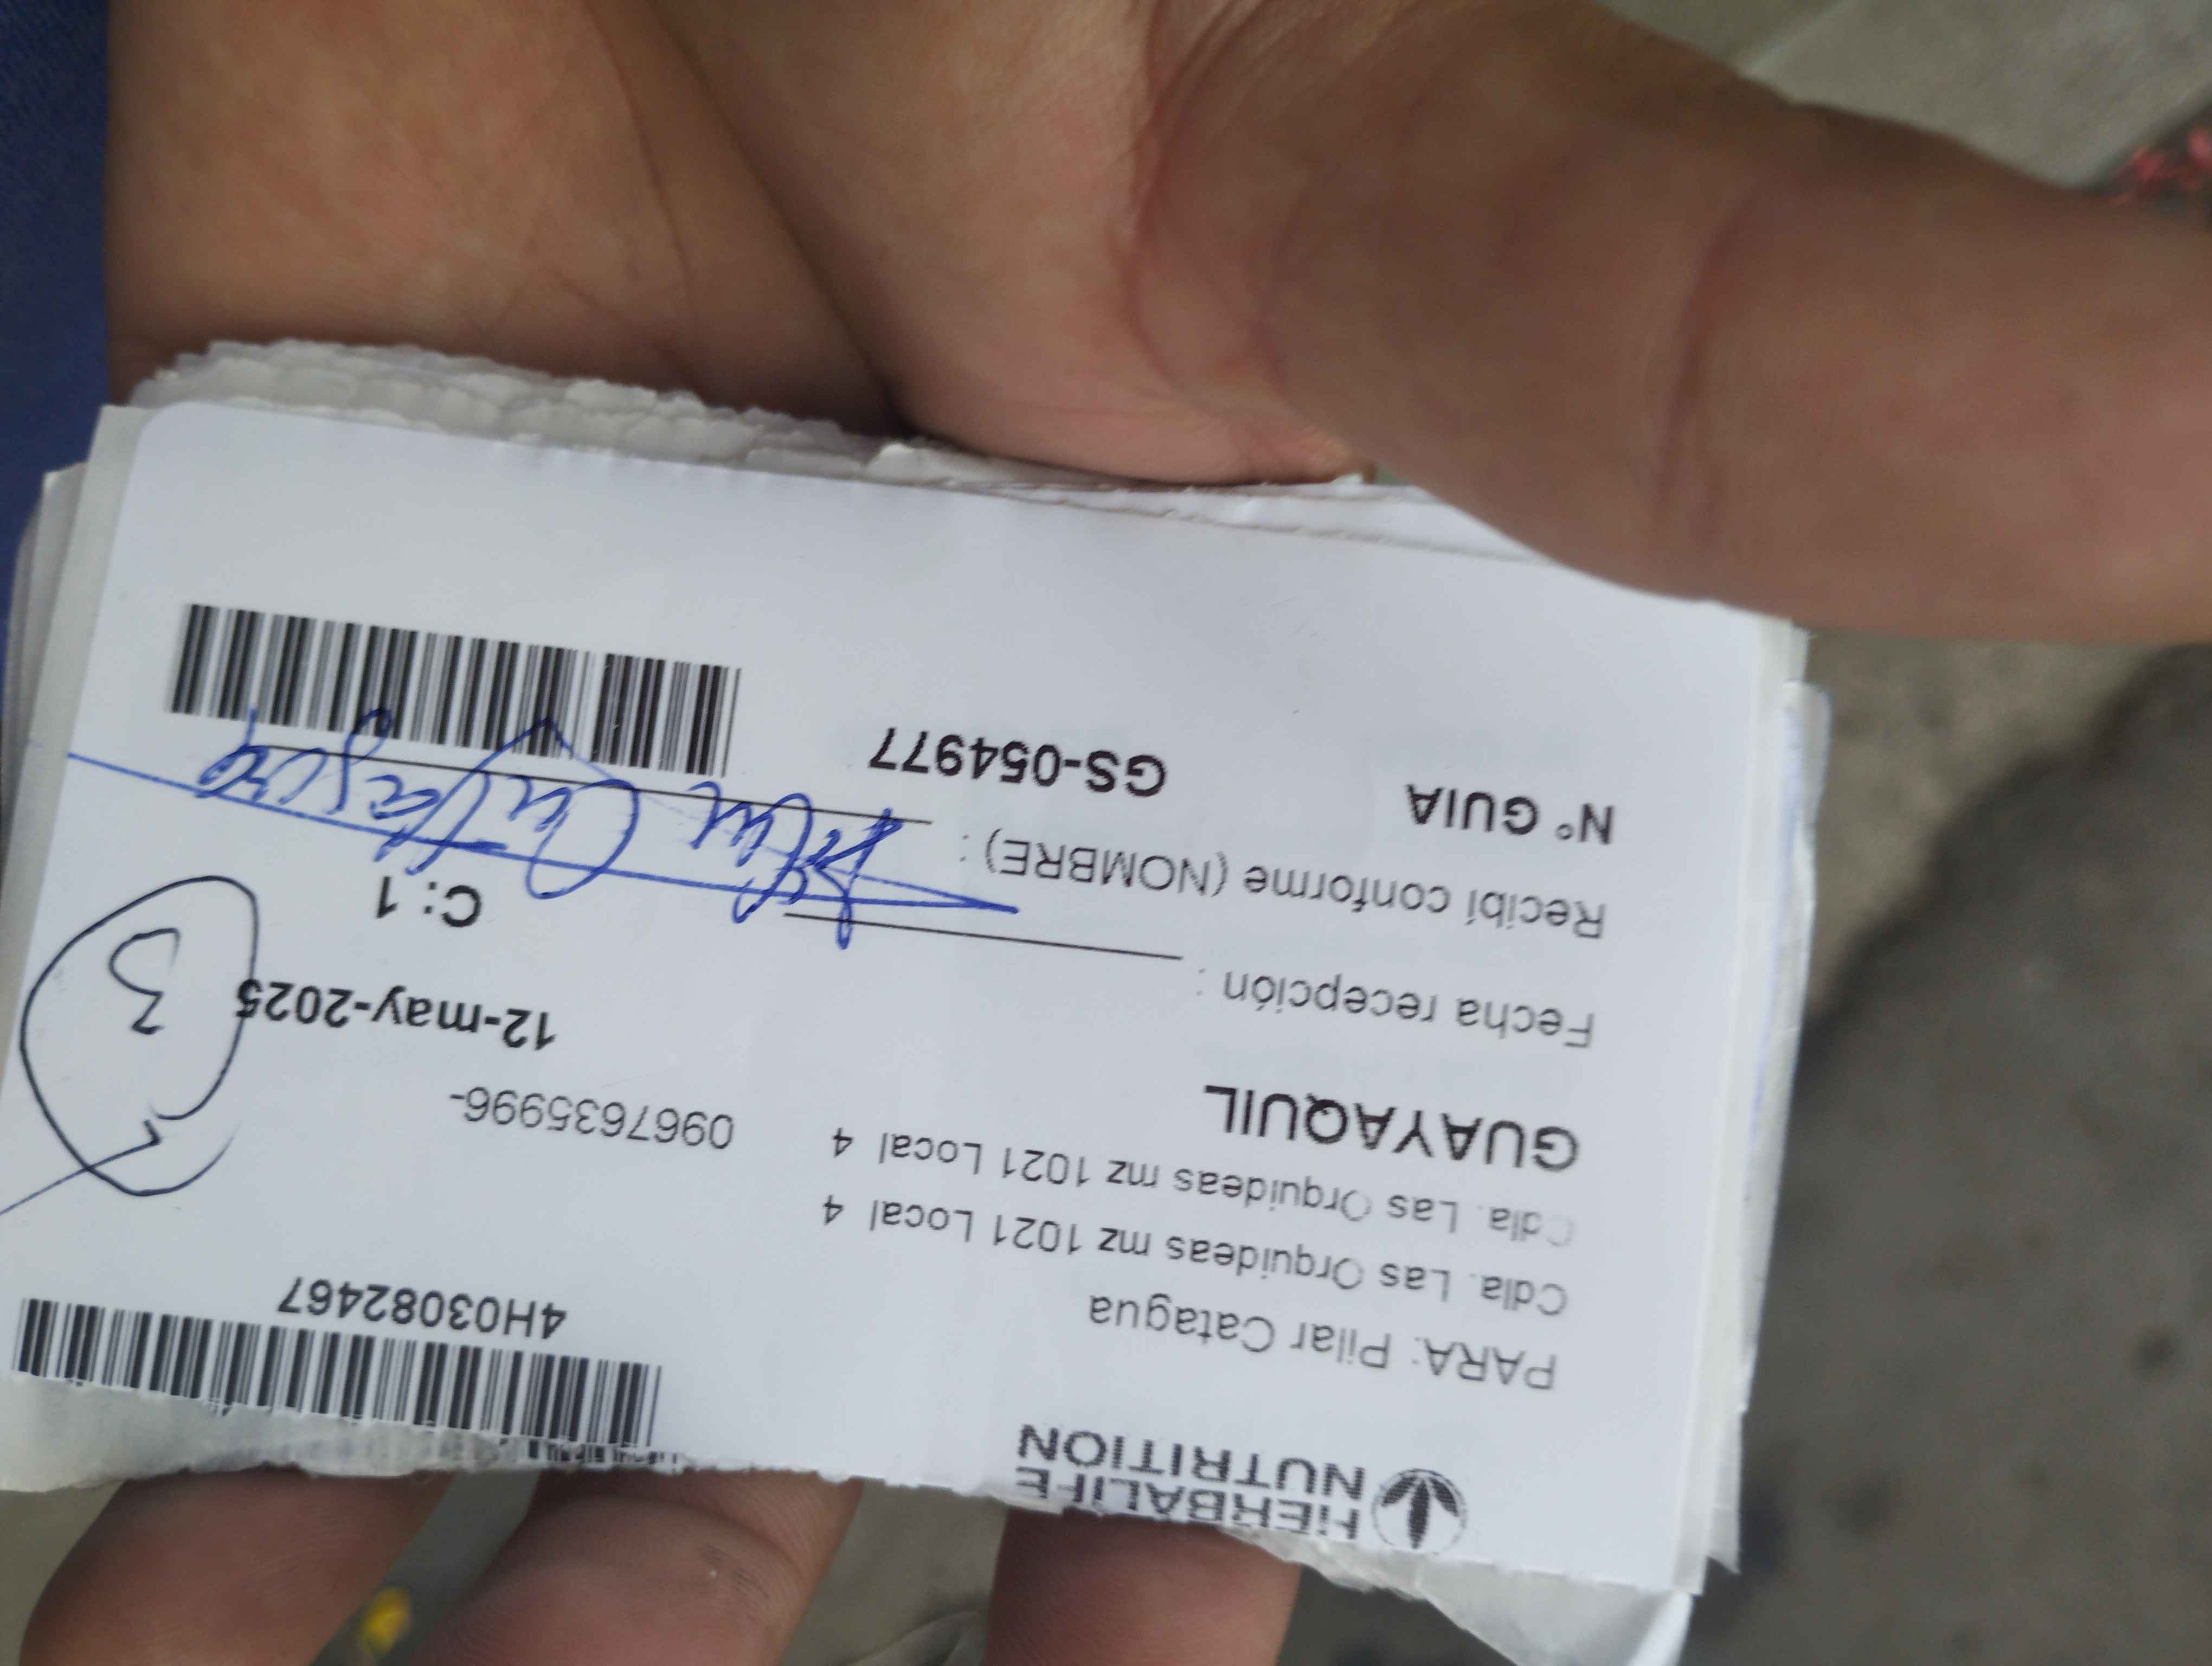 HERBALIFE
NUTRITION
4H03082467
PARA: Pilar Catagua
Cdla. Las Orquideas mz 1021 Local 4
Cdla. Las Orquideas mz 1021 Local 4
GUAYAQUIL
0967635996-
12-may-2025
3
Fecha recepción :
C: 1
Recibí conforme (NOMBRE) :
N° GUIA GS-054977